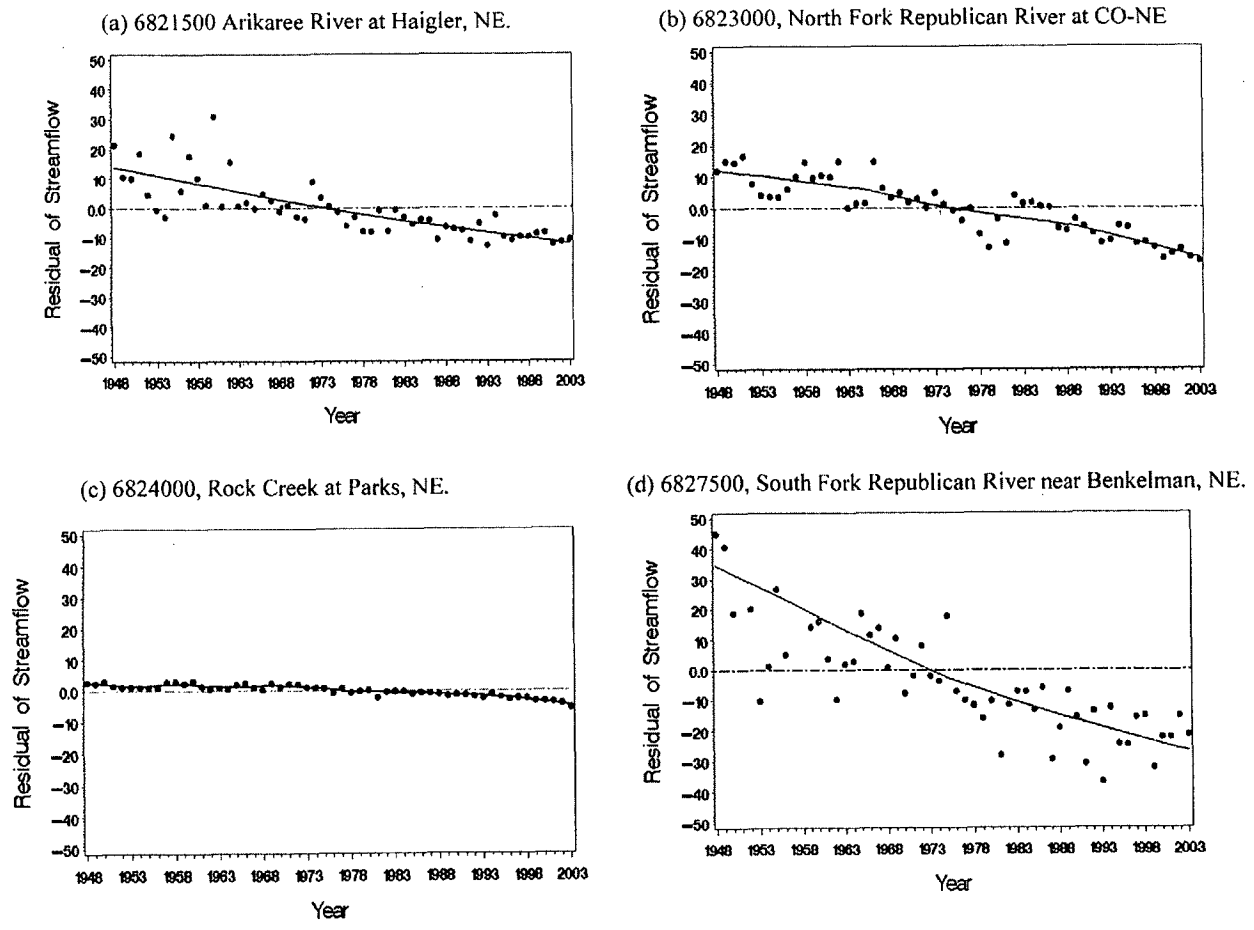 (a) 6821500 Arikaree River at Haigler, NE.
50
40
30
20
10
0.0
−10
−20
−30
−40
−50
Residual of Streamflow
1948 1953 1958 1963 1968 1973 1978 1983 1988 1993 1998 2003
Year
(b) 6823000, North Fork Republican River at CO-NE
50
40
30
20
10
0.0
−10
−20
−30
−40
−50
Residual of Streamflow
1948 1953 1958 1963 1968 1973 1978 1983 1988 1993 1998 2003
Year
(c) 6824000, Rock Creek at Parks, NE.
50
40
30
20
10
0.0
−10
−20
−30
−40
−50
Residual of Streamflow
1948 1953 1958 1963 1968 1973 1978 1983 1988 1993 1998 2003
Year
(d) 6827500, South Fork Republican River near Benkelman, NE.
50
40
30
20
10
0.0
−10
−20
−30
−40
−50
Residual of Streamflow
1948 1953 1958 1963 1968 1973 1978 1983 1988 1993 1998 2003
Year